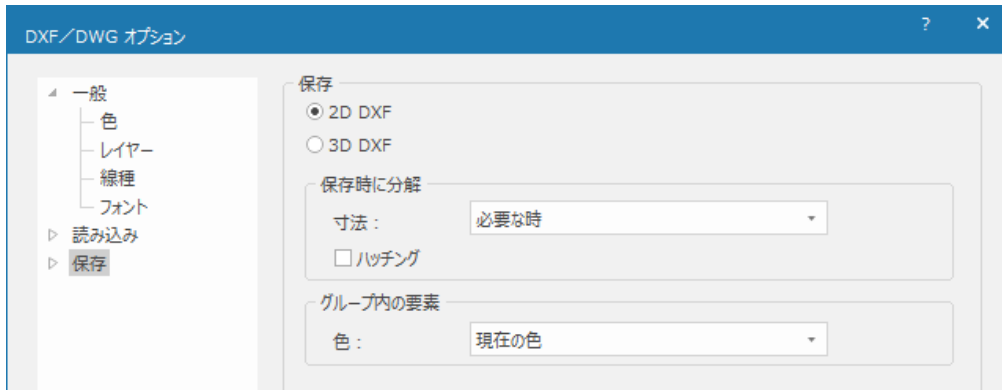 DXF／DWG オプション
? ×
一般
色
レイヤー
線種
フォント
読み込み
保存
保存
2D DXF
3D DXF
保存時に分解
寸法 : 必要な時
ハッチング
グループ内の要素
色 : 現在の色